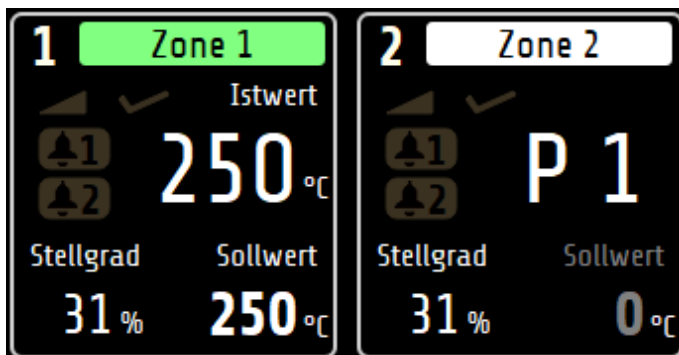 1 Zone 1
Istwert
1
250 °C
2
Stellgrad Sollwert
31 % 250 °C
2 Zone 2
1
P 1
2
Stellgrad Sollwert
31 % 0 °C